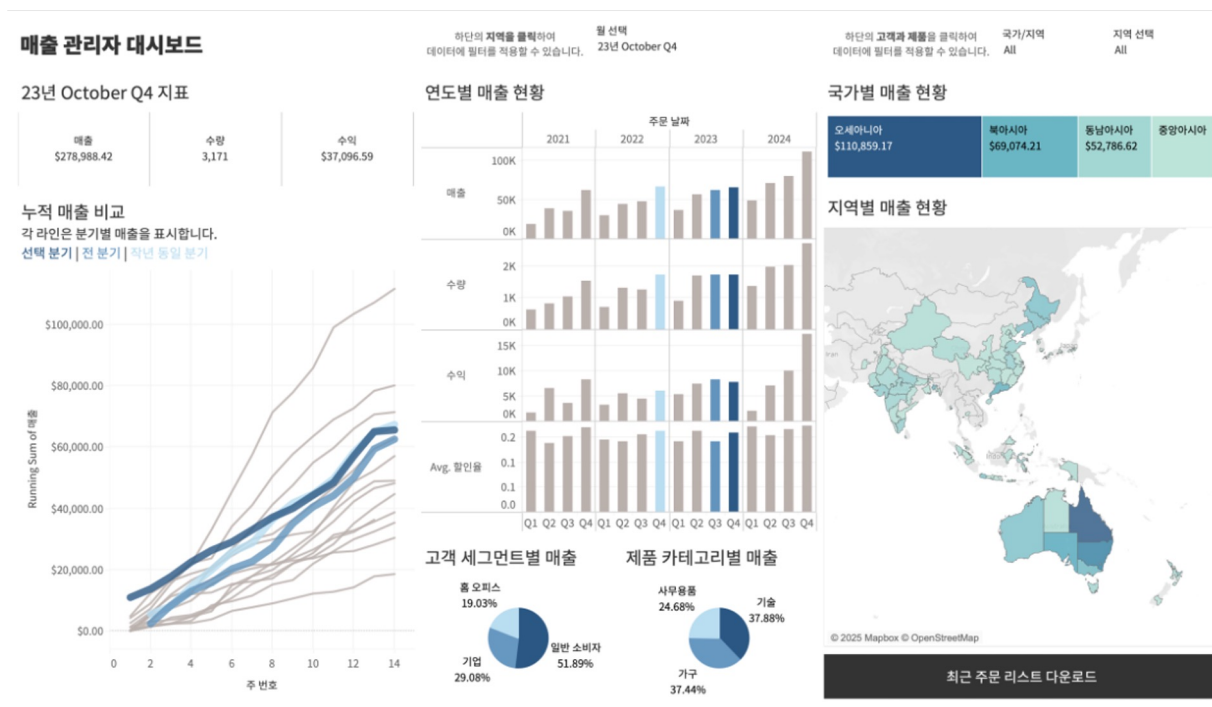 매출 관리자 대시보드
하단의 지역을 클릭하여
데이터에 필터를 적용할 수 있습니다.
월 선택
23년 October Q4
하단의 고객과 제품을 클릭하여
데이터에 필터를 적용할 수 있습니다.
국가/지역
All
지역 선택
All
23년 October Q4 지표
매출
$278,988.42
수량
3,171
수익
$37,096.59
누적 매출 비교
각 라인은 분기별 매출을 표시합니다.
선택 분기 | 전 분기 | 작년 동일 분기
Running Sum of 매출
$100,000.00
$80,000.00
$60,000.00
$40,000.00
$20,000.00
$0.00
0 2 4 6 8 10 12 14
주 번호
연도별 매출 현황
주문 날짜
2021 2022 2023 2024
매출
100K
50K
0K
수량
2K
1K
0K
수익
15K
10K
5K
0K
Avg. 할인율
0.2
0.1
0.1
0.0
Q1 Q2 Q3 Q4 Q1 Q2 Q3 Q4 Q1 Q2 Q3 Q4 Q1 Q2 Q3 Q4
고객 세그먼트별 매출
홈 오피스
19.03%
일반 소비자
51.89%
기업
29.08%
제품 카테고리별 매출
사무용품
24.68%
기술
37.88%
가구
37.44%
국가별 매출 현황
오세아니아
$110,859.17
북아시아
$69,074.21
동남아시아
$52,786.62
중앙아시아
지역별 매출 현황
© 2025 Mapbox © OpenStreetMap
최근 주문 리스트 다운로드